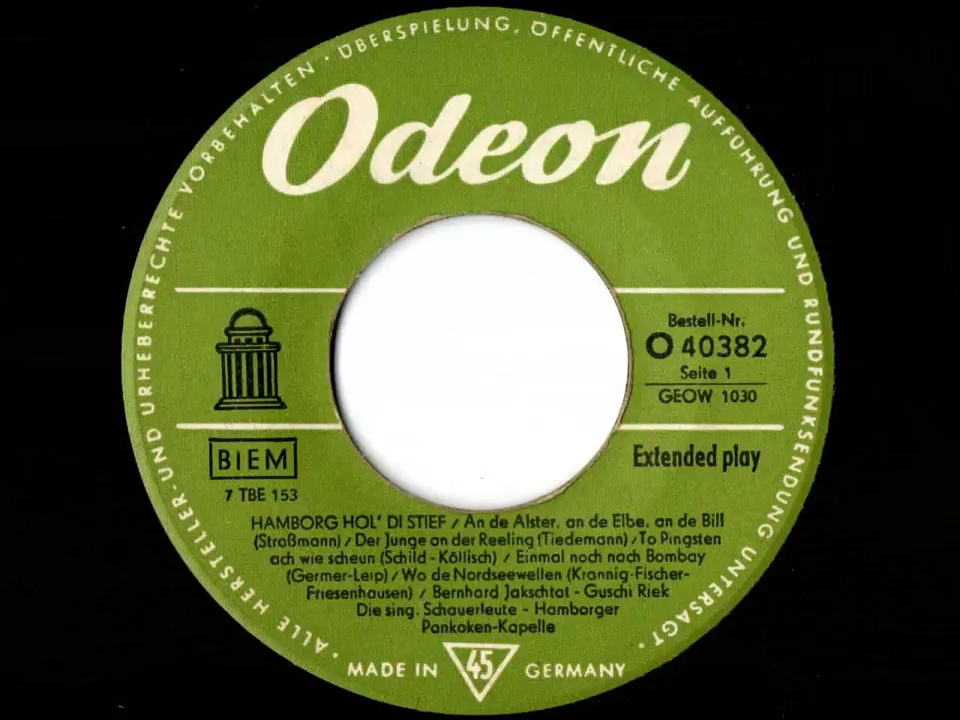 ALLE HERSTELLER- UND URHEBERRECHTE VORBEHALTEN · ÜBERSPIELUNG, ÖFFENTLICHE AUFFÜHRUNG UND RUNDFUNKSENDUNG UNTERSAGT ·
Odeon
Bestell-Nr.
O 40382
Seite 1
GEOW 1030
BIEM
7 TBE 153
Extended play
HAMBORG HOL' DI STIEF / An de Alster, an de Elbe, an de Bill
(Straßmann) / Der Junge an der Reeling (Tiedemann) / To Pingsten
ach wie scheun (Schild - Köllisch) / Einmal noch nach Bombay
(Germer-Leip) / Wo de Nordseewellen (Krannig-Fischer-
Friesenhausen) / Bernhard Jakschtat - Guschi Riek
Die sing. Schauerleute - Hamborger
Pankoken-Kapelle
MADE IN 45 GERMANY